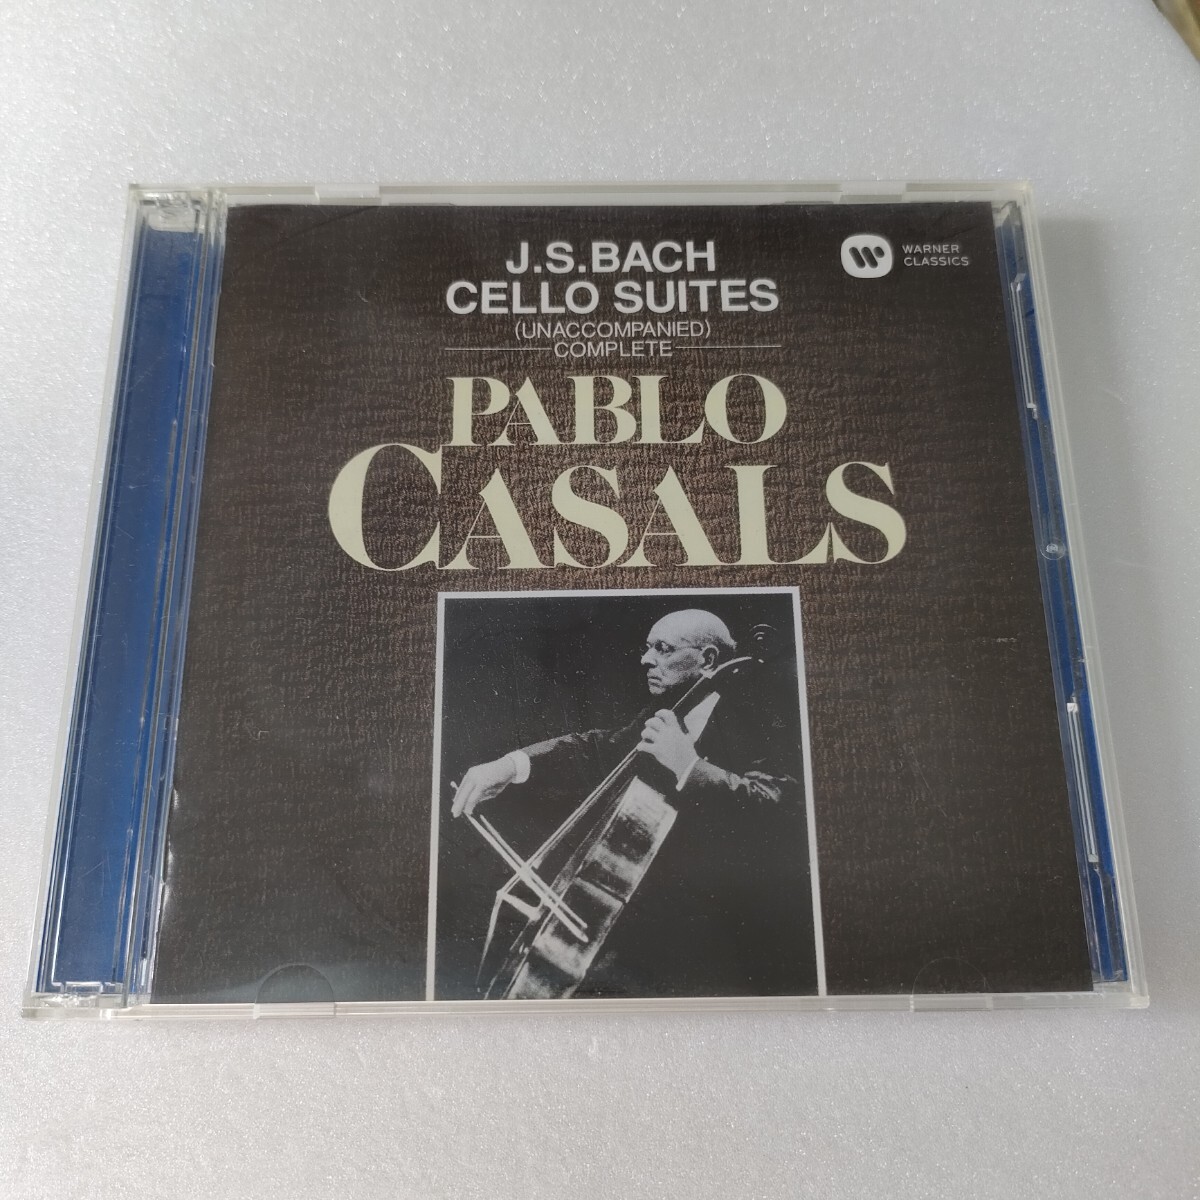 J.S.BACH
CELLO SUITES
(UNACCOMPANIED)
COMPLETE
PABLO
CASALS
WARNER
CLASSICS